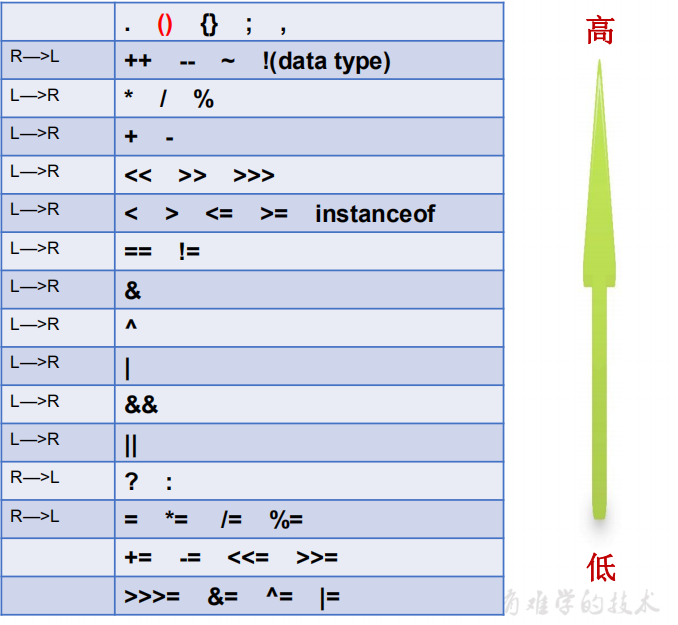 . () {} ; ,
R—>L ++ -- ~ !(data type)
L—>R * / %
L—>R + -
L—>R << >> >>>
L—>R < > <= >= instanceof
L—>R == !=
L—>R &
L—>R ^
L—>R |
L—>R &&
L—>R ||
R—>L ? :
R—>L = *= /= %=
+= -= <<= >>=
>>>= &= ^= |=
高
低
有难学的技术